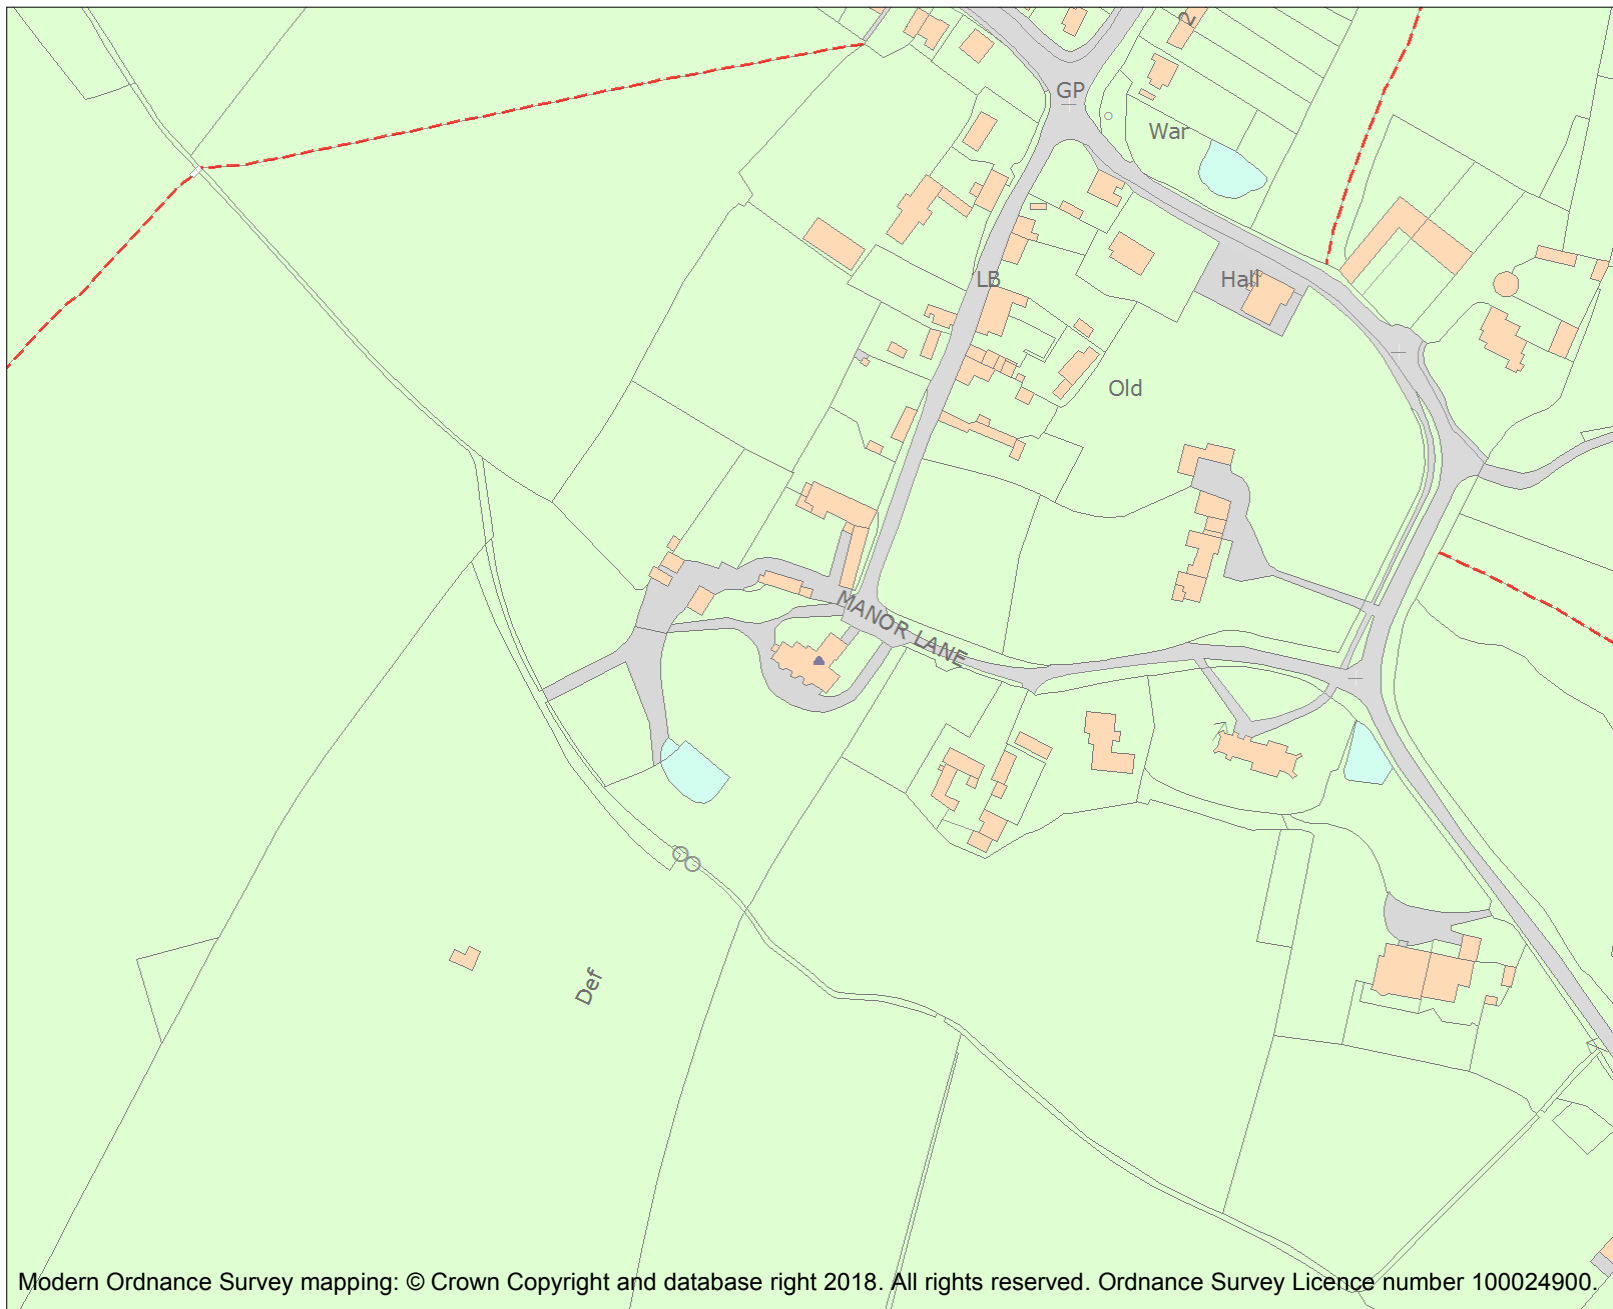 2
GP
War
LB
Hall
Old
MANOR LANE
Def
Modern Ordnance Survey mapping: © Crown Copyright and database right 2018. All rights reserved. Ordnance Survey Licence number 100024900.